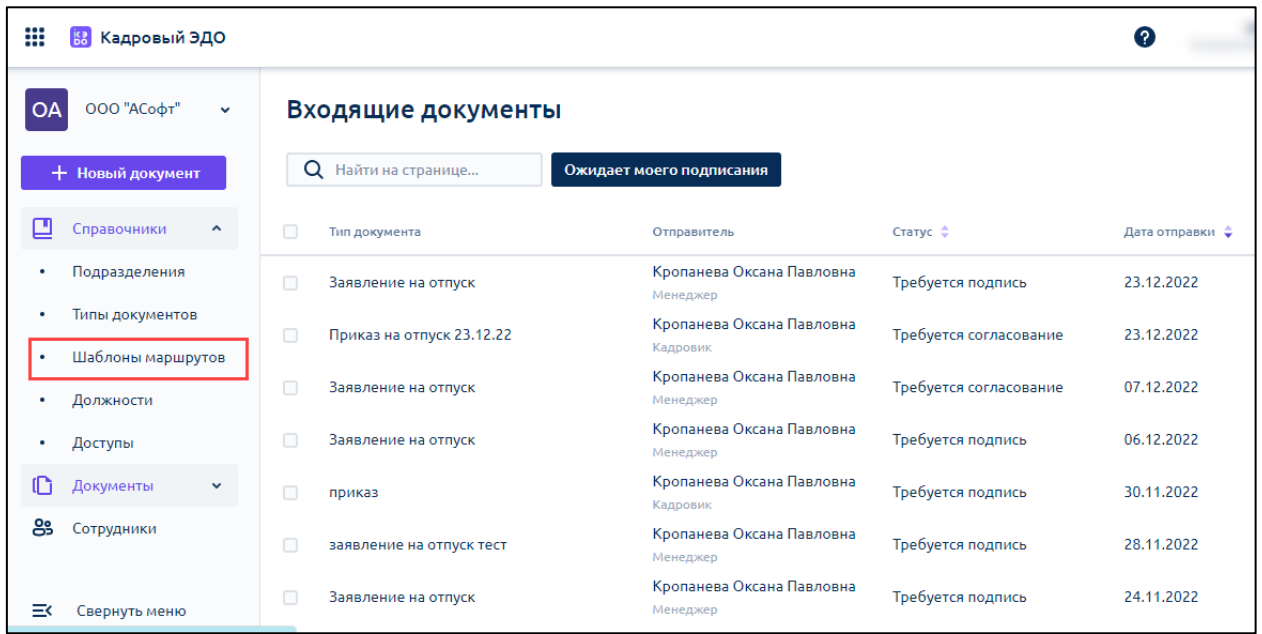 Кадровый ЭДО
ОА ООО "АСофт"
+ Новый документ
Справочники
Подразделения
Типы документов
Шаблоны маршрутов
Должности
Доступы
Документы
Сотрудники
Свернуть меню
Входящие документы
Найти на странице... Ожидает моего подписания
Тип документа Отправитель Статус Дата отправки
Заявление на отпуск Кропанева Оксана Павловна Требуется подпись 23.12.2022
Менеджер
Приказ на отпуск 23.12.22 Кропанева Оксана Павловна Требуется согласование 23.12.2022
Кадровик
Заявление на отпуск Кропанева Оксана Павловна Требуется согласование 07.12.2022
Менеджер
Заявление на отпуск Кропанева Оксана Павловна Требуется подпись 06.12.2022
Менеджер
приказ Кропанева Оксана Павловна Требуется подпись 30.11.2022
Кадровик
заявление на отпуск тест Кропанева Оксана Павловна Требуется подпись 28.11.2022
Менеджер
Заявление на отпуск Кропанева Оксана Павловна Требуется подпись 24.11.2022
Менеджер